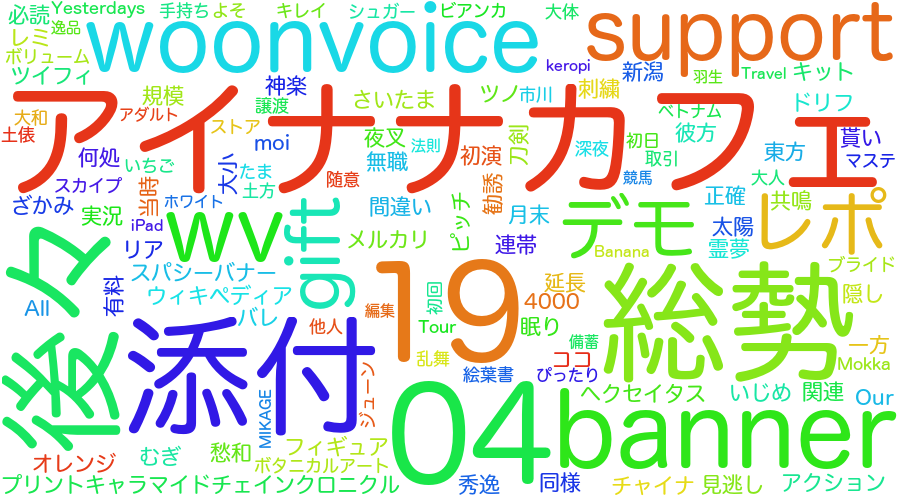 必読 Yesterdays 手持ち よそ キレイ シュガー ビアンカ 大体
レミ 逸品 woonvoice support
ボリューム
ツイフィ keropi 新潟 羽生 Travel キット
アイナナカフェ
神楽 規模 譲渡 さいたま ツノ 市川 刺繍 ドリフ
大和 アダルト ストア moi 夜叉 法則 刀剣 深夜 初日 ベトナム 彼方 貰い
土俵 何処 いちご 大小 たま 無職 初演 取引 東方 マステ
スカイプ 土方 随意 勧誘 競馬 大人
ざかみ 当時 ホワイト 間違い 月末 正確 共鳴
実況 iPad wv gift メルカリ ピッチ デモ 太陽 レポ
リア 連帯 Banana 霊夢
後々 スパシーバナー 19 総勢 ブライド
All 有料 ウィキペディア 初回 延長 4000 隠し
バレ 編集
添付 他人 Tour 眠り 一方
乱舞 備蓄 ココ Mokka
絵葉書 ぴったり
ジューン 04 ヘクセイタス いじめ 関連 Our
MIKAGE banner
愁和 フィギュア
オレンジ むぎ ボタニカルアート
プリントキャラマイドチェインクロニクル 秀逸 同様 チャイナ 見逃し アクション